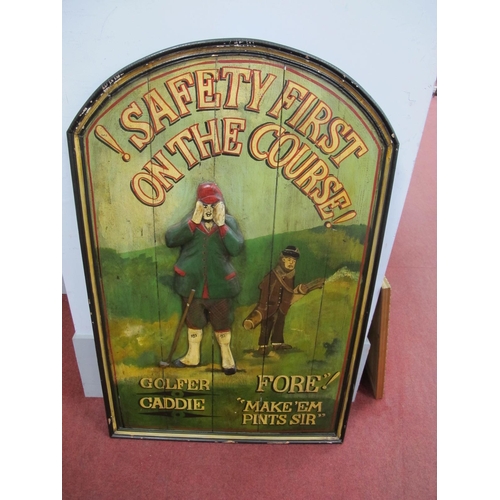 ! SAFETY FIRST
ON THE COURSE!
GOLFER FORE"!
CADDIE "MAKE 'EM
PINTS SIR"